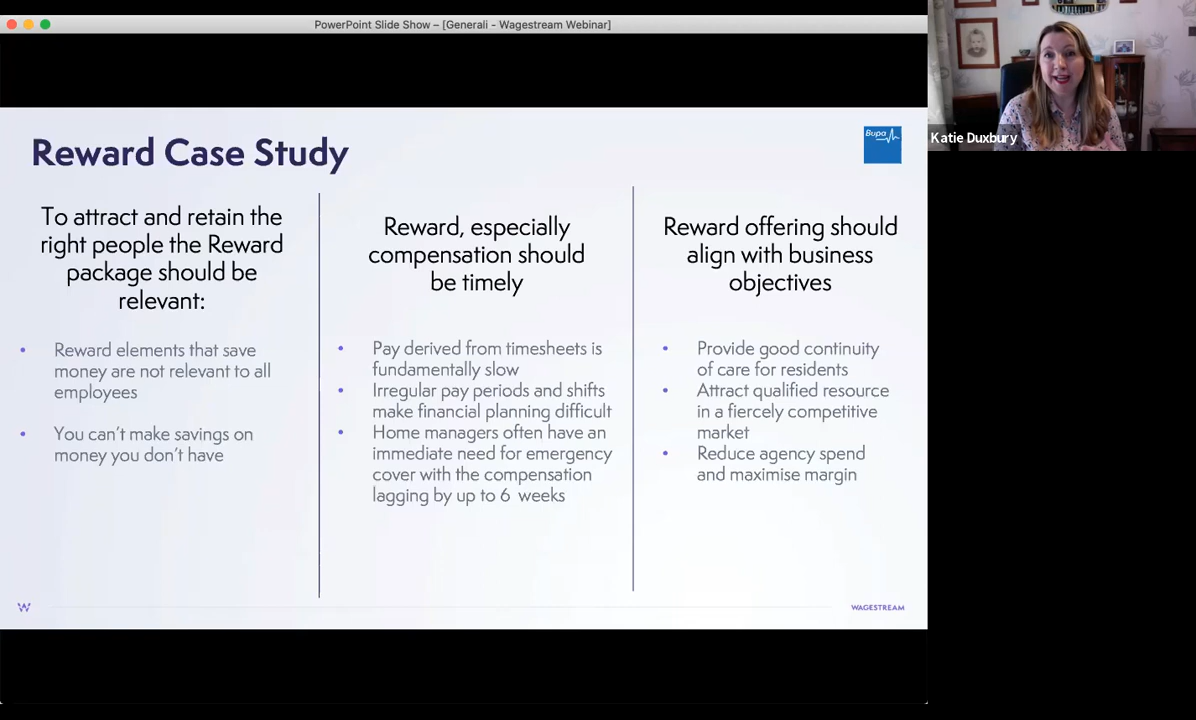 PowerPoint Slide Show – [Generali - Wagestream Webinar]
Katie Duxbury
Reward Case Study
Bupa
To attract and retain the
right people the Reward
package should be
relevant:
• Reward elements that save
money are not relevant to all
employees
• You can't make savings on
money you don't have
Reward, especially
compensation should
be timely
• Pay derived from timesheets is
fundamentally slow
• Irregular pay periods and shifts
make financial planning difficult
• Home managers often have an
immediate need for emergency
cover with the compensation
lagging by up to 6 weeks
Reward offering should
align with business
objectives
• Provide good continuity
of care for residents
• Attract qualified resource
in a fiercely competitive
market
• Reduce agency spend
and maximise margin
W
WAGESTREAM